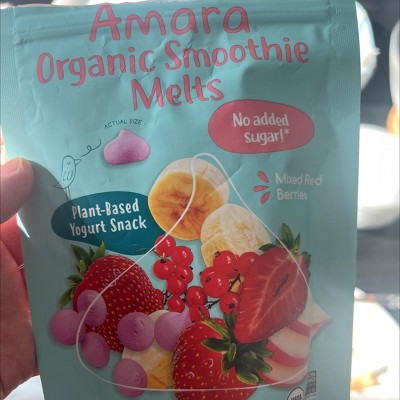 Amara
Organic Smoothie
Melts
ACTUAL SIZE
No added
sugar!*
Mixed Red
Berries
Plant-Based
Yogurt Snack